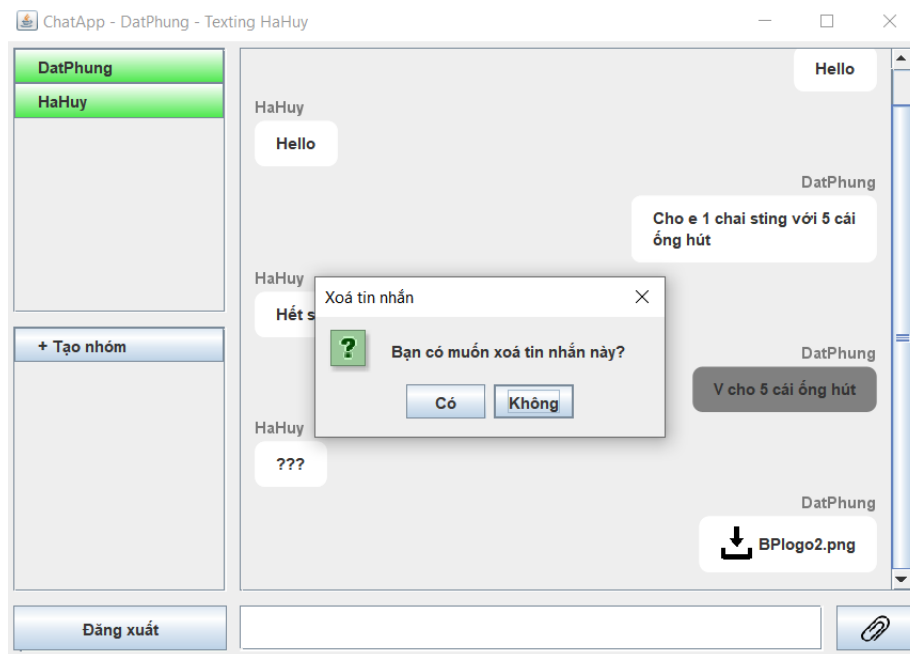 ChatApp - DatPhung - Texting HaHuy
DatPhung
HaHuy
+ Tạo nhóm
Đăng xuất
Hello
HaHuy
Hello
DatPhung
Cho e 1 chai sting với 5 cái
ống hút
HaHuy
Hết
DatPhung
V cho 5 cái ống hút
HaHuy
???
DatPhung
BPlogo2.png
Xoá tin nhắn
?
Bạn có muốn xoá tin nhắn này?
Có
Không